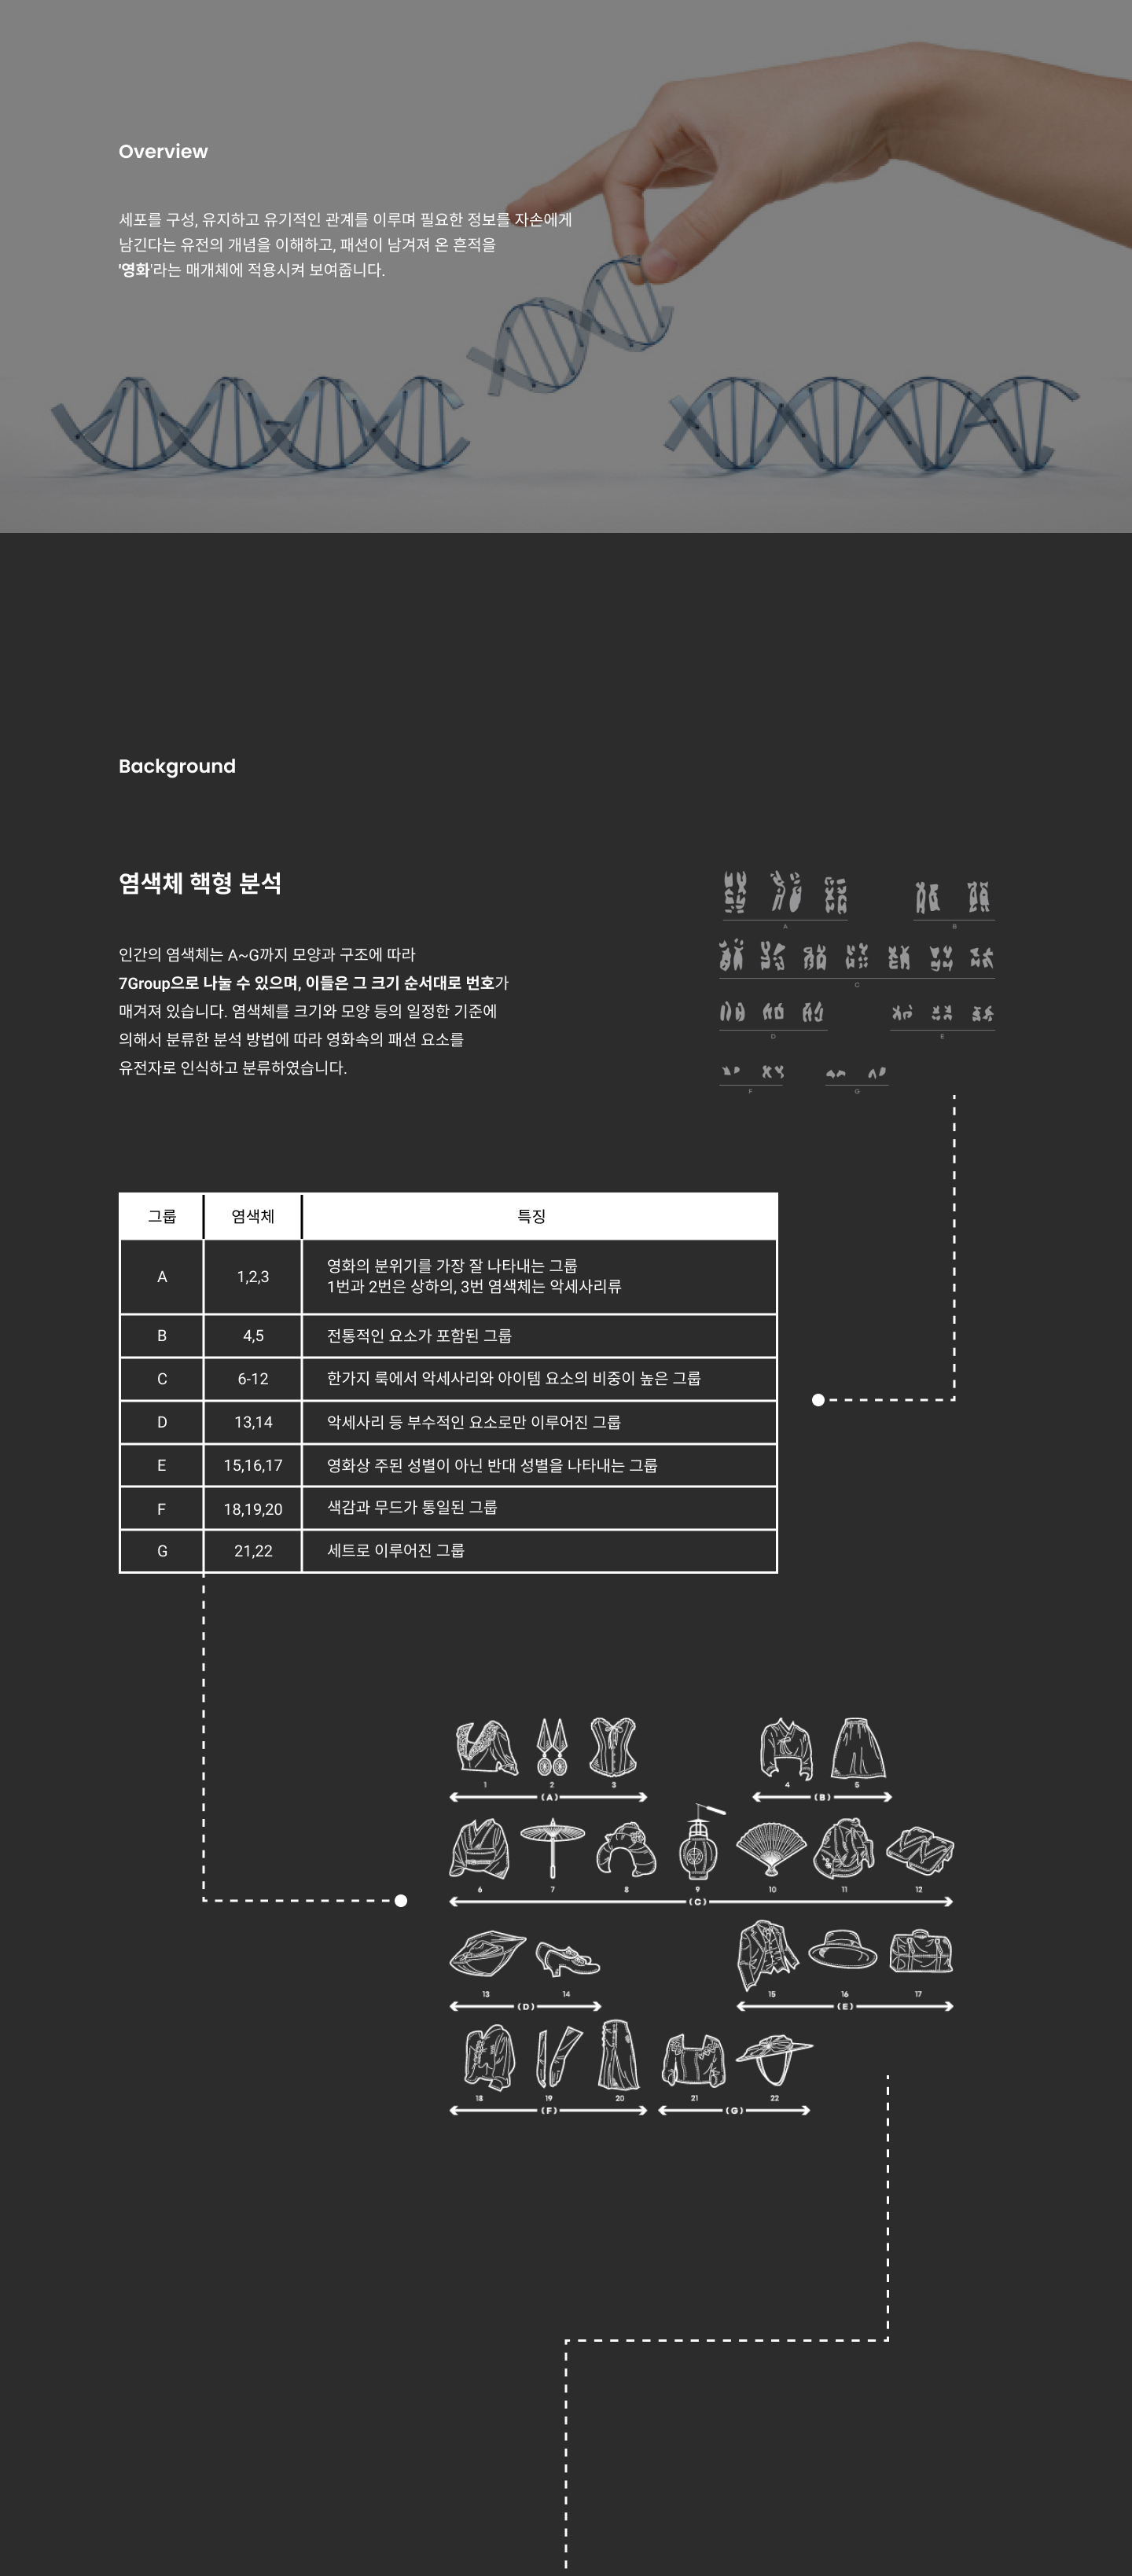 Overview
세포를 구성, 유지하고 유기적인 관계를 이루며 필요한 정보를 자손에게
남긴다는 유전의 개념을 이해하고, 패션이 남겨져 온 흔적을
'영화'라는 매개체에 적용시켜 보여줍니다.
Background
염색체 핵형 분석
인간의 염색체는 A~G까지 모양과 구조에 따라
7Group으로 나눌 수 있으며, 이들은 그 크기 순서대로 번호가
매겨져 있습니다. 염색체를 크기와 모양 등의 일정한 기준에
의해서 분류한 분석 방법에 따라 영화속의 패션 요소를
유전자로 인식하고 분류하였습니다.
A B
C
D E
F G
그룹 염색체 특징
A 1,2,3 영화의 분위기를 가장 잘 나타내는 그룹
1번과 2번은 상하의, 3번 염색체는 악세사리류
B 4,5 전통적인 요소가 포함된 그룹
C 6-12 한가지 룩에서 악세사리와 아이템 요소의 비중이 높은 그룹
D 13,14 악세사리 등 부수적인 요소로만 이루어진 그룹
E 15,16,17 영화상 주된 성별이 아닌 반대 성별을 나타내는 그룹
F 18,19,20 색감과 무드가 통일된 그룹
G 21,22 세트로 이루어진 그룹
1 2 3 4 5
(A) (B)
6 7 8 9 10 11 12
(C)
13 14 15 16 17
(D) (E)
18 19 20 21 22
(F) (G)